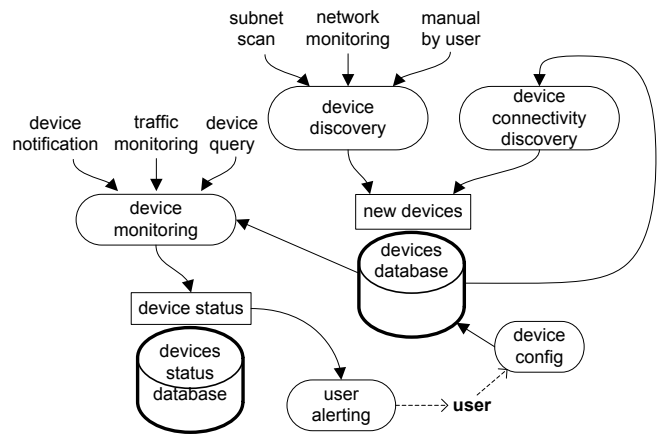 subnet
scan
network
monitoring
manual
by user
device
discovery
device
connectivity
discovery
device
notification
traffic
monitoring
device
query
device
monitoring
new devices
devices
database
device status
devices
status
database
device
config
user
alerting
user